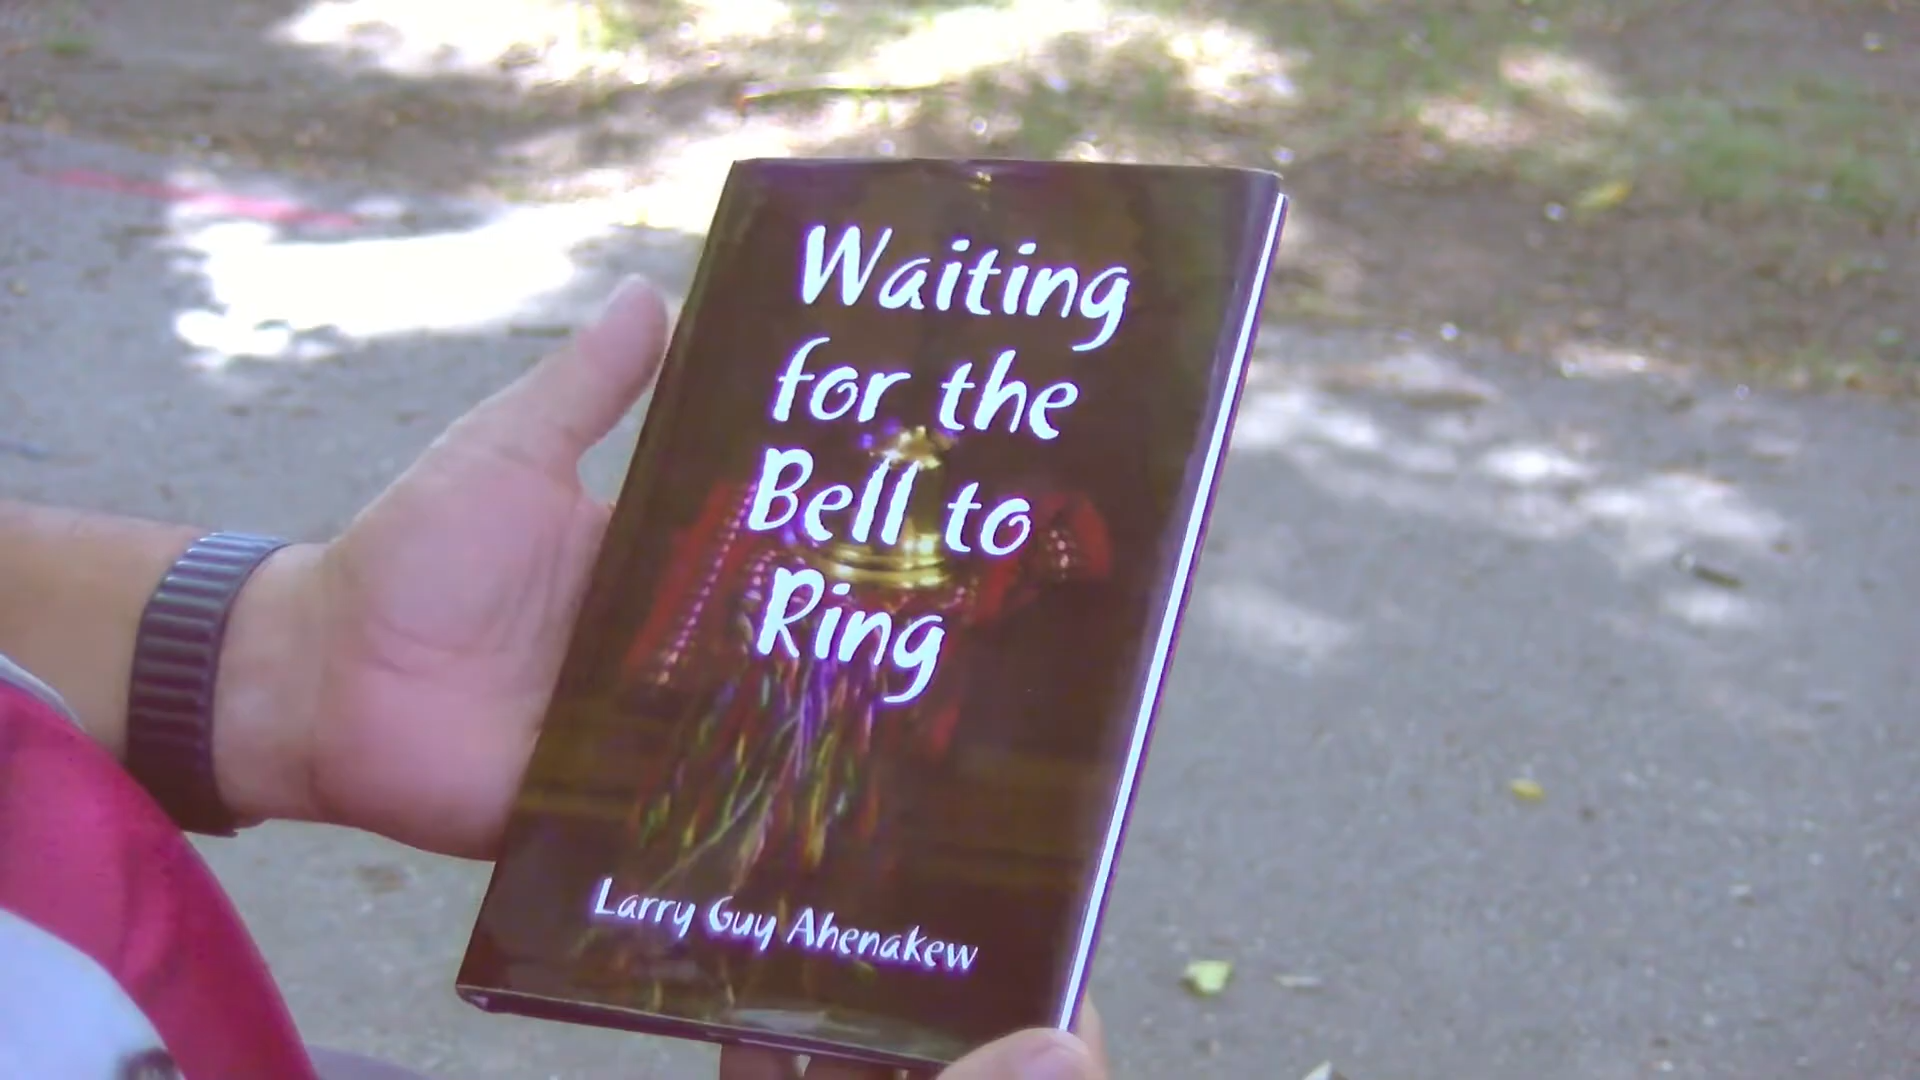 Waiting
for the
Bell to
Ring
Larry Guy Ahenakew